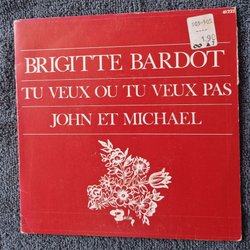 BRIGITTE BARDOT
TU VEUX OU TU VEUX PAS
JOHN ET MICHAEL